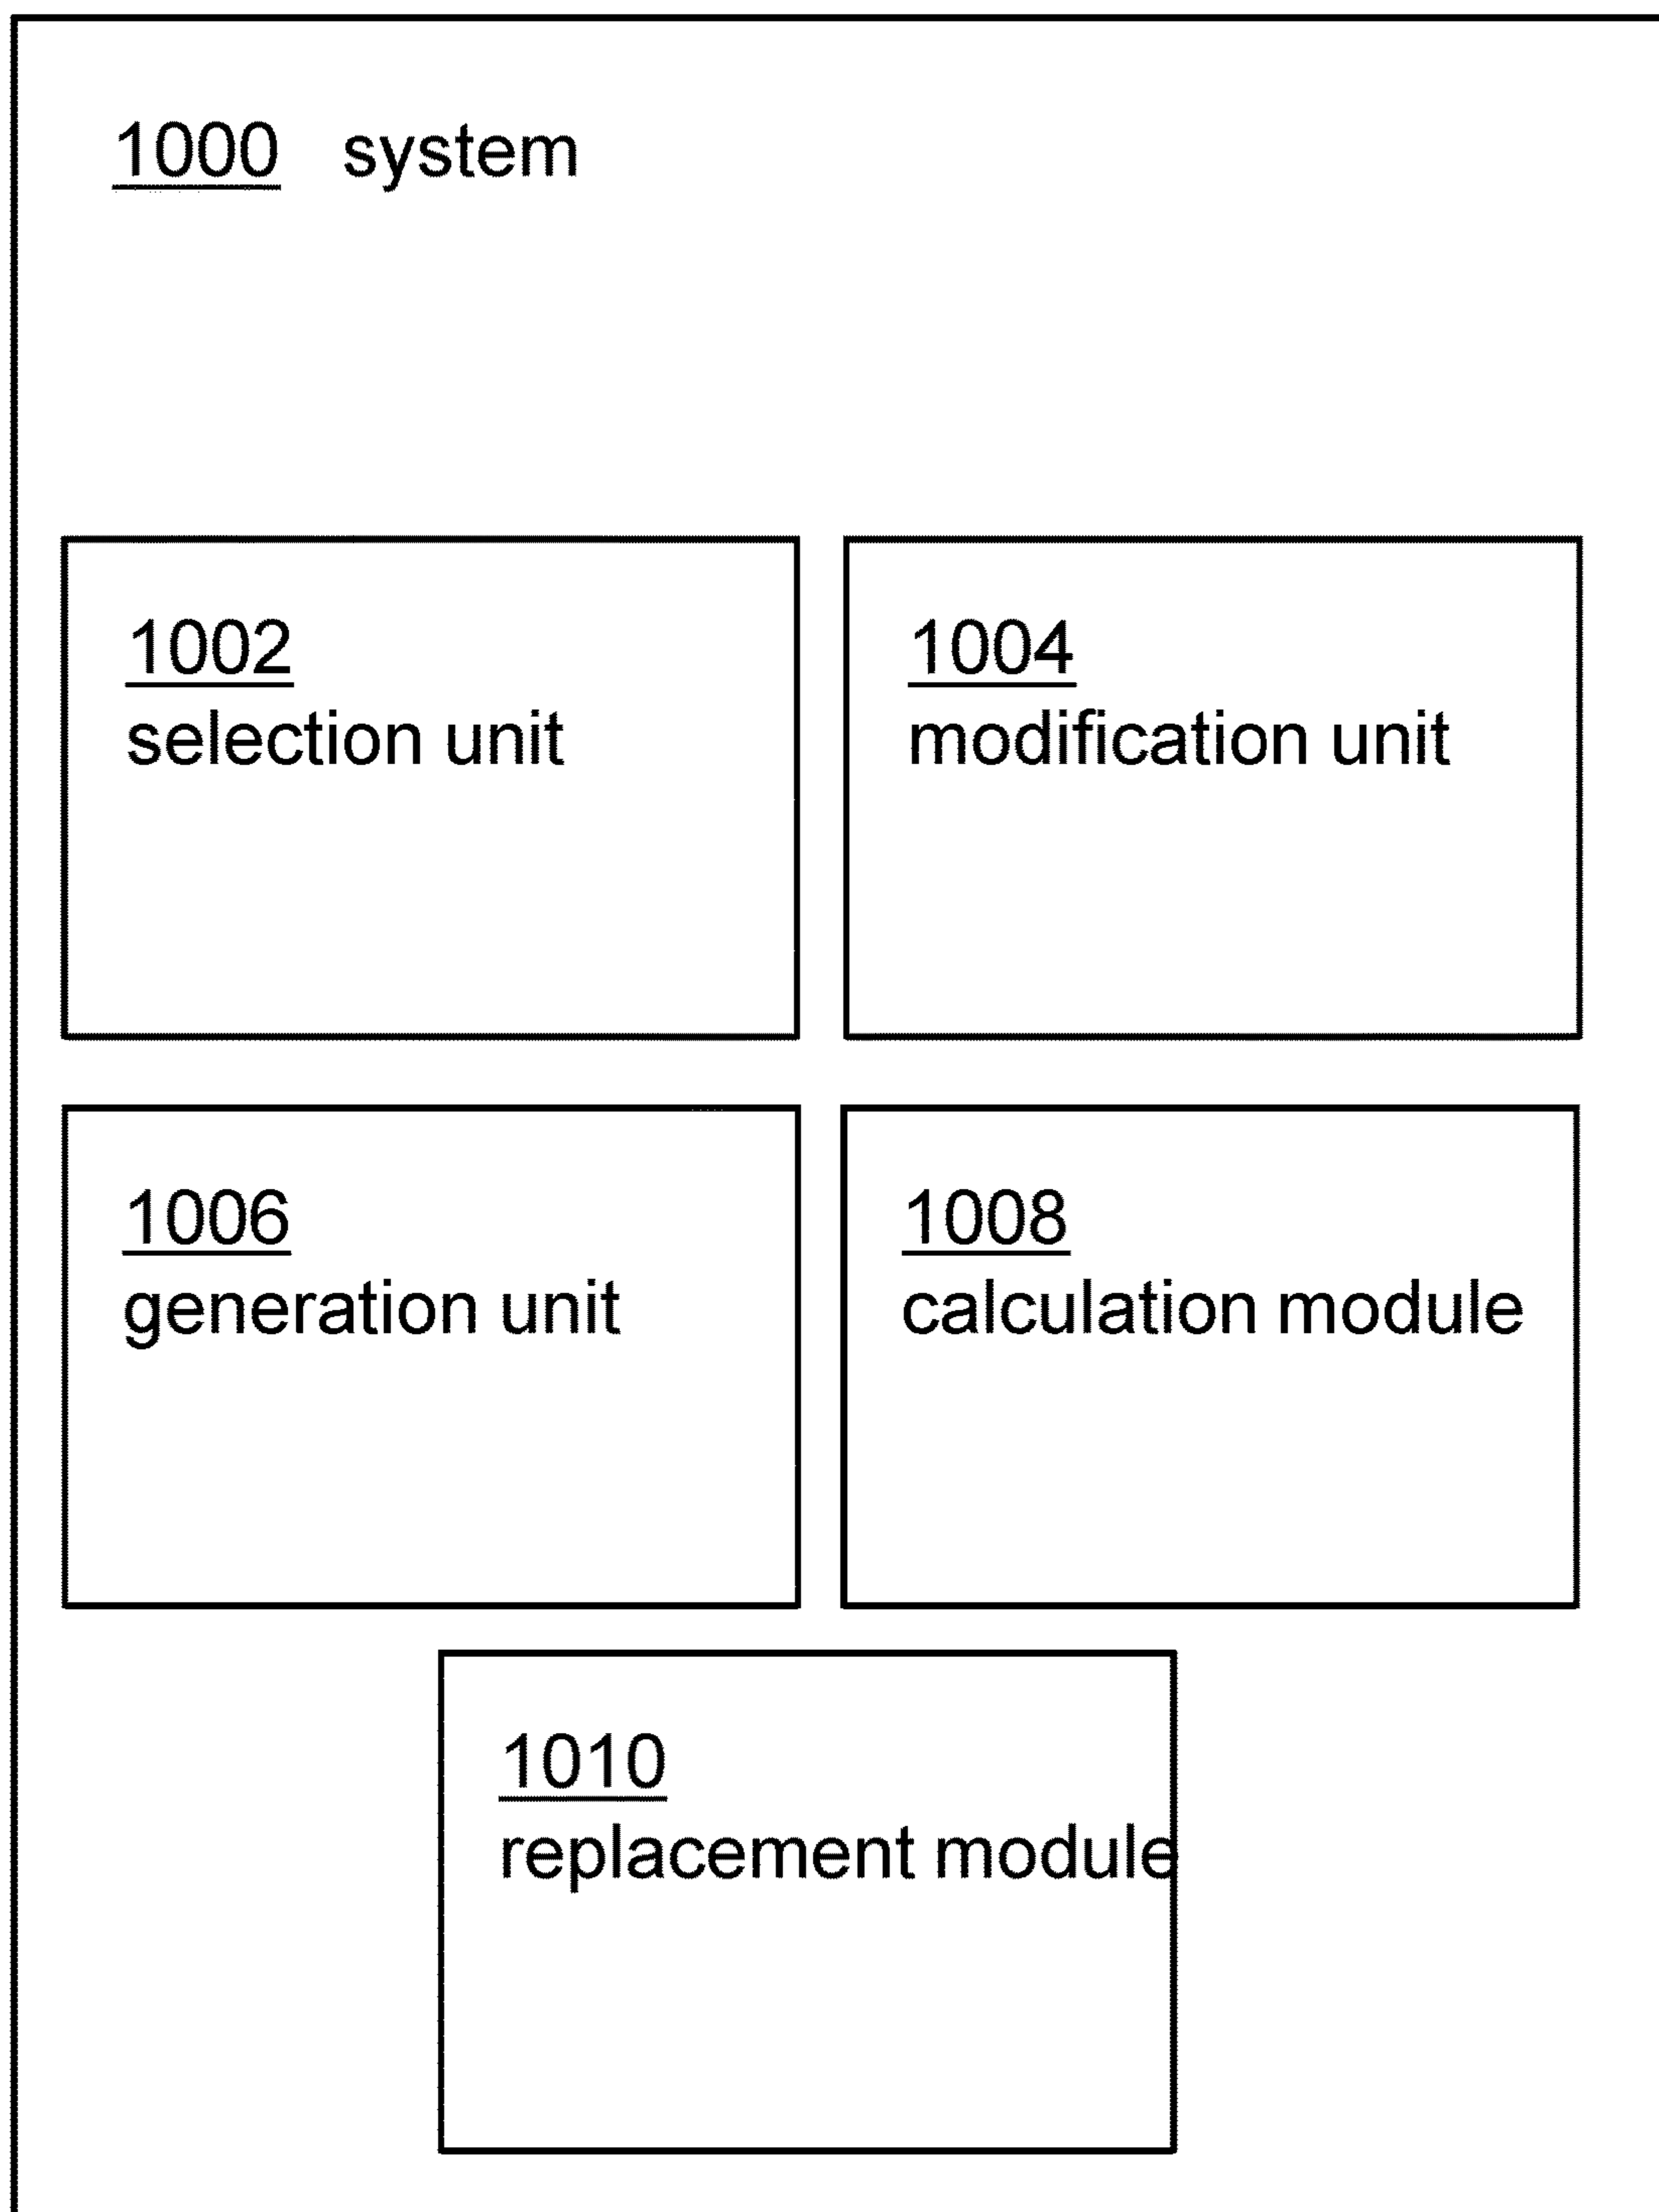 1000 system
1002
selection unit
1004
modification unit
1006
generation unit
1008
calculation module
1010
replacement module